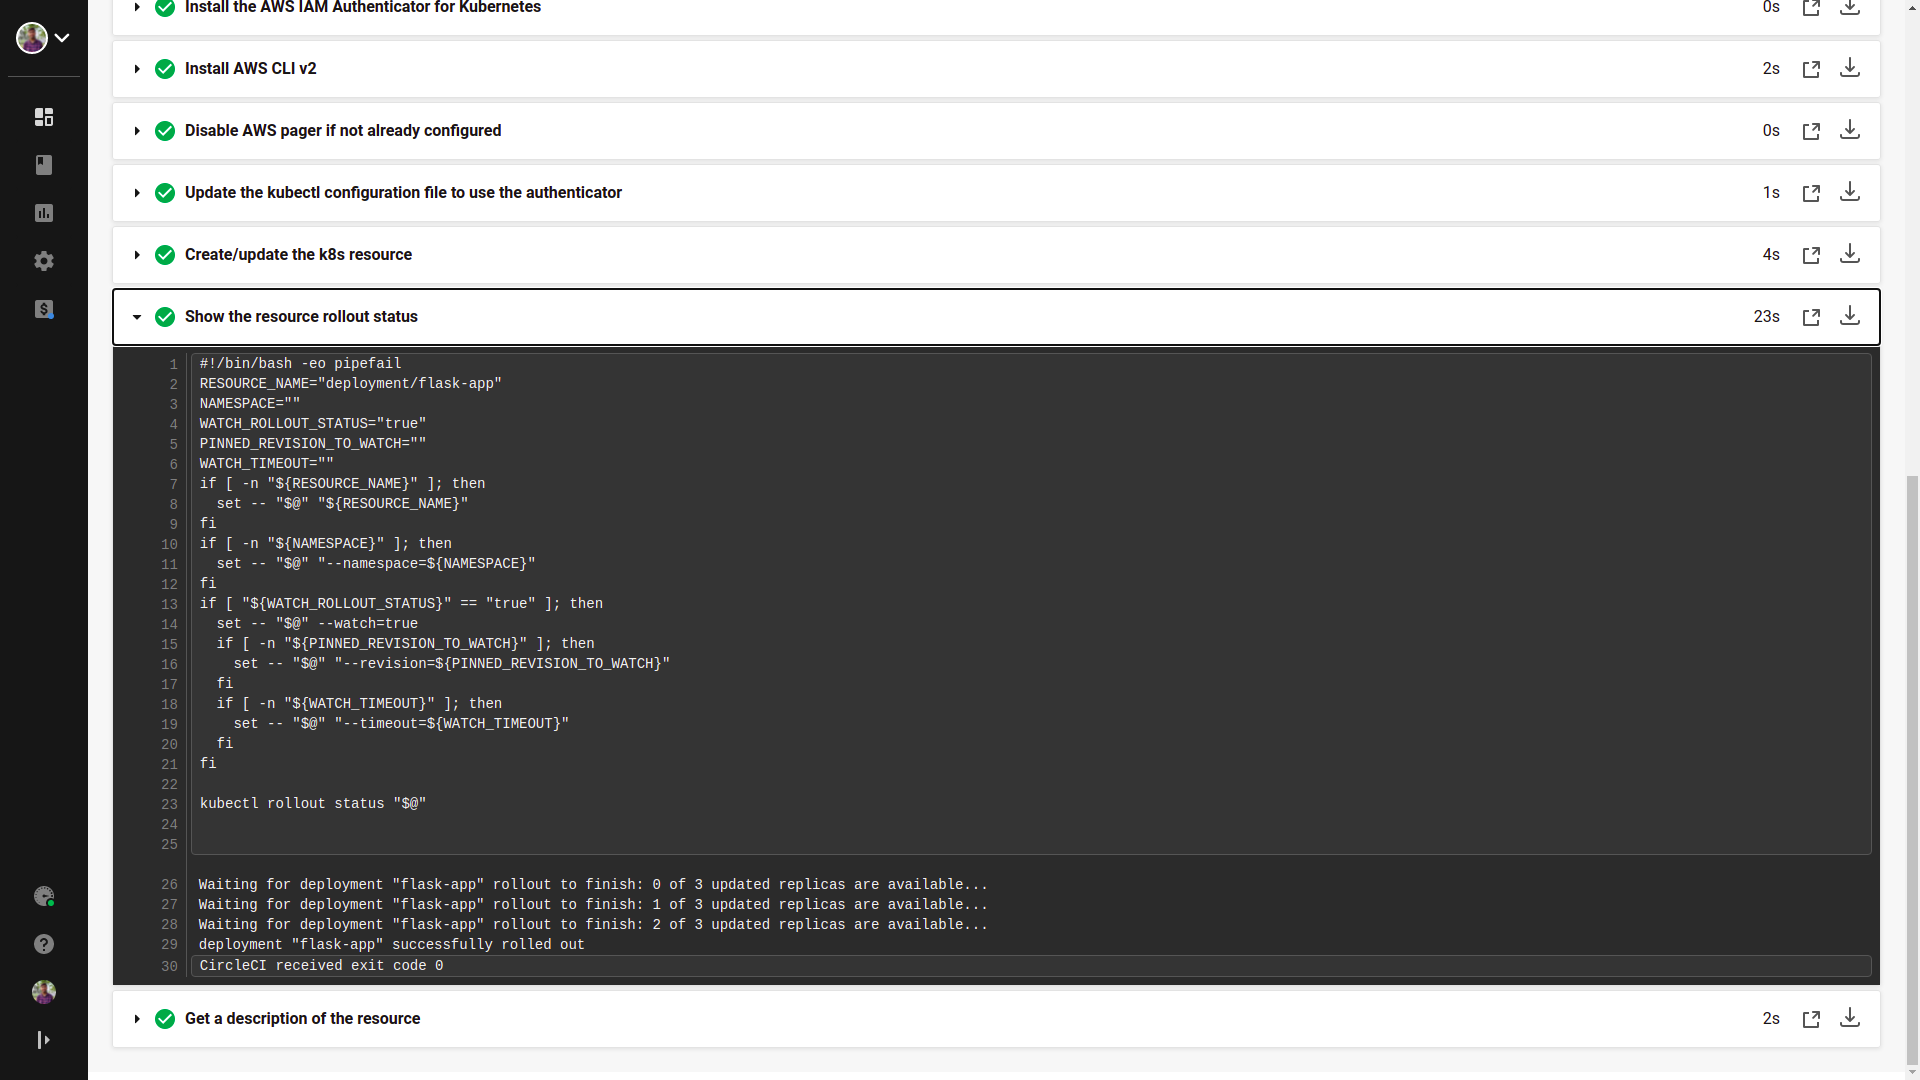 Install the AWS IAM Authenticator for Kubernetes 0s
Install AWS CLI v2 2s
Disable AWS pager if not already configured 0s
Update the kubectl configuration file to use the authenticator 1s
Create/update the k8s resource 4s
Show the resource rollout status 23s
1 #!/bin/bash -eo pipefail
2 RESOURCE_NAME="deployment/flask-app"
3 NAMESPACE=""
4 WATCH_ROLLOUT_STATUS="true"
5 PINNED_REVISION_TO_WATCH=""
6 WATCH_TIMEOUT=""
7 if [ -n "${RESOURCE_NAME}" ]; then
8   set -- "$@" "${RESOURCE_NAME}"
9 fi
10 if [ -n "${NAMESPACE}" ]; then
11   set -- "$@" "--namespace=${NAMESPACE}"
12 fi
13 if [ "${WATCH_ROLLOUT_STATUS}" == "true" ]; then
14   set -- "$@" --watch=true
15   if [ -n "${PINNED_REVISION_TO_WATCH}" ]; then
16     set -- "$@" "--revision=${PINNED_REVISION_TO_WATCH}"
17   fi
18   if [ -n "${WATCH_TIMEOUT}" ]; then
19     set -- "$@" "--timeout=${WATCH_TIMEOUT}"
20   fi
21 fi
22
23 kubectl rollout status "$@"
24
25
26 Waiting for deployment "flask-app" rollout to finish: 0 of 3 updated replicas are available...
27 Waiting for deployment "flask-app" rollout to finish: 1 of 3 updated replicas are available...
28 Waiting for deployment "flask-app" rollout to finish: 2 of 3 updated replicas are available...
29 deployment "flask-app" successfully rolled out
30 CircleCI received exit code 0
Get a description of the resource 2s